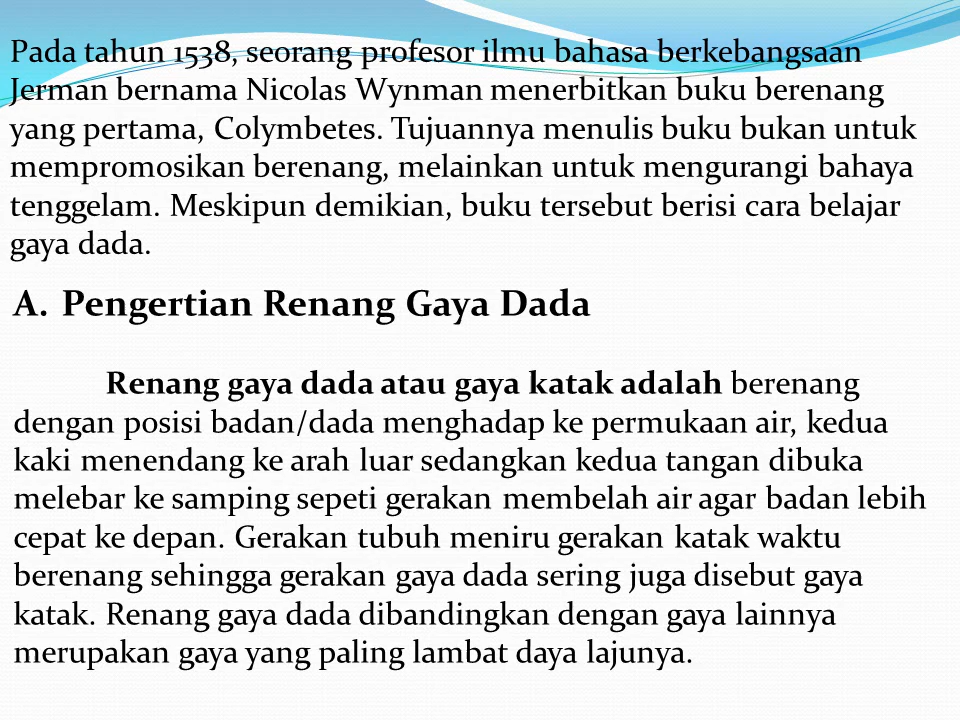 Pada tahun 1538, seorang profesor ilmu bahasa berkebangsaan
Jerman bernama Nicolas Wynman menerbitkan buku berenang
yang pertama, Colymbetes. Tujuannya menulis buku bukan untuk
mempromosikan berenang, melainkan untuk mengurangi bahaya
tenggelam. Meskipun demikian, buku tersebut berisi cara belajar
gaya dada.
A. Pengertian Renang Gaya Dada
Renang gaya dada atau gaya katak adalah berenang
dengan posisi badan/dada menghadap ke permukaan air, kedua
kaki menendang ke arah luar sedangkan kedua tangan dibuka
melebar ke samping sepeti gerakan membelah air agar badan lebih
cepat ke depan. Gerakan tubuh meniru gerakan katak waktu
berenang sehingga gerakan gaya dada sering juga disebut gaya
katak. Renang gaya dada dibandingkan dengan gaya lainnya
merupakan gaya yang paling lambat daya lajunya.